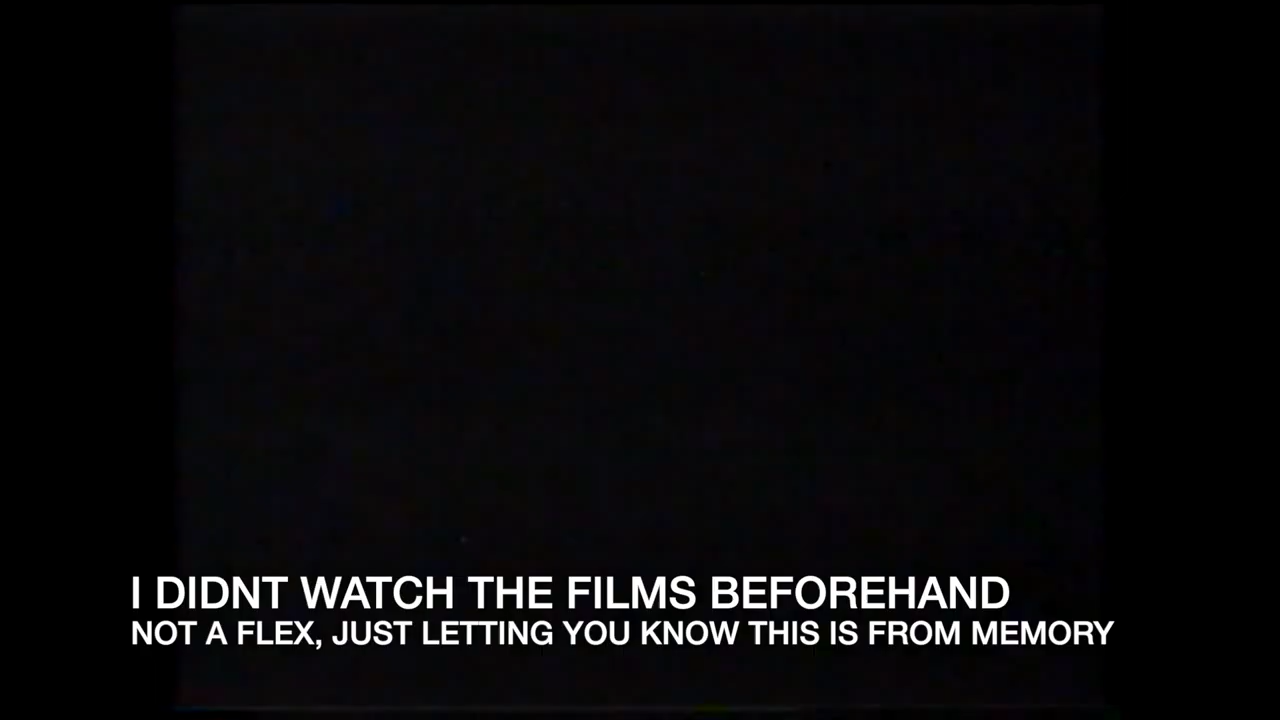 I DIDNT WATCH THE FILMS BEFOREHAND
NOT A FLEX, JUST LETTING YOU KNOW THIS IS FROM MEMORY